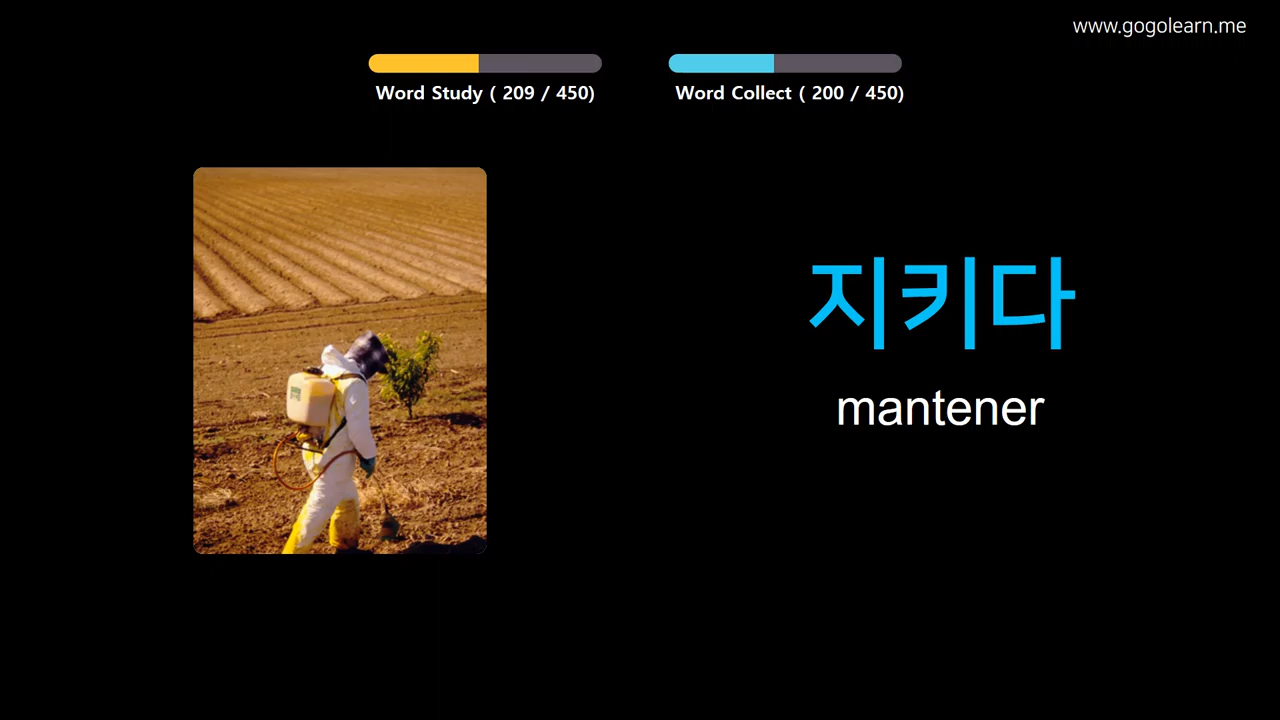 www.gogolearn.me
Word Study ( 209 / 450)
Word Collect ( 200 / 450)
지키다
mantener